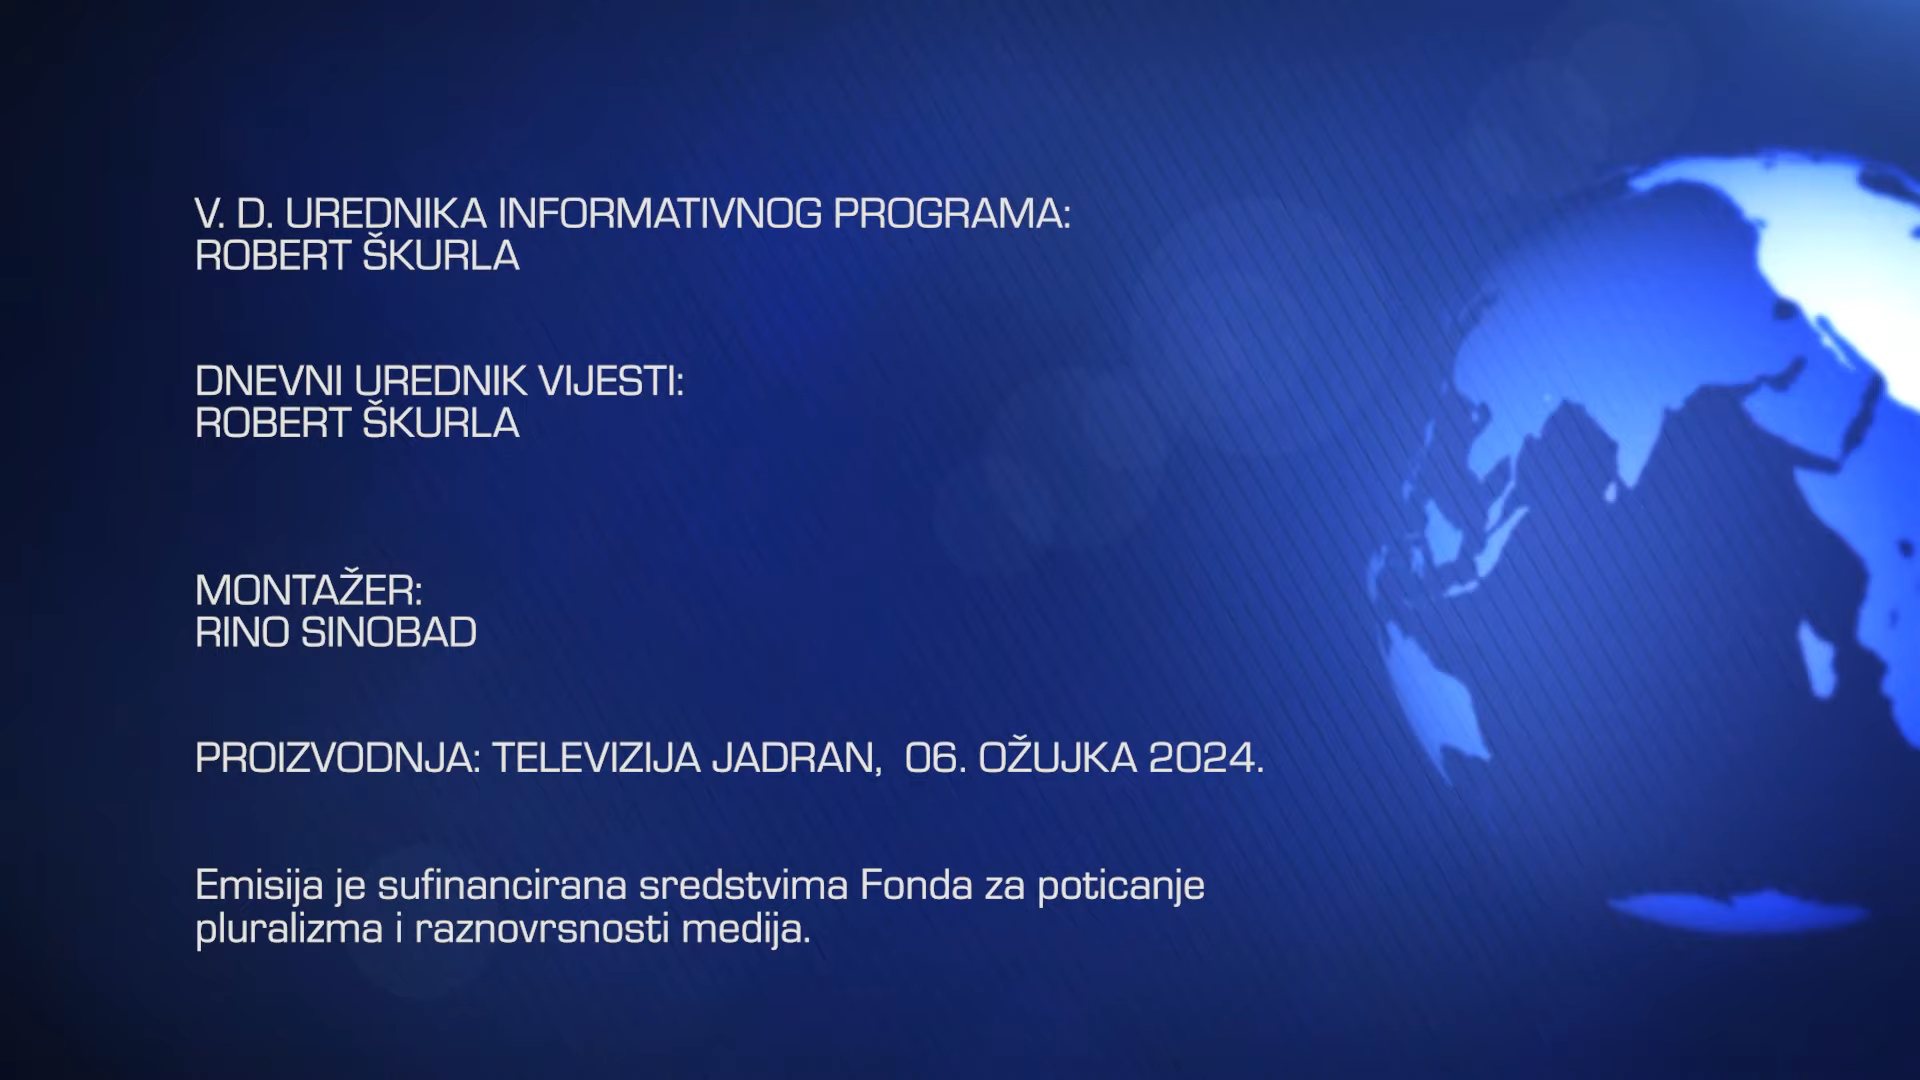 V. D. UREDNIKA INFORMATIVNOG PROGRAMA:
ROBERT ŠKURLA
DNEVNI UREDNIK VIJESTI:
ROBERT ŠKURLA
MONTAŽER:
RINO SINOBAD
PROIZVODNJA: TELEVIZIJA JADRAN,  06. OŽUJKA 2024.
Emisija je sufinancirana sredstvima Fonda za poticanje
pluralizma i raznovrsnosti medija.